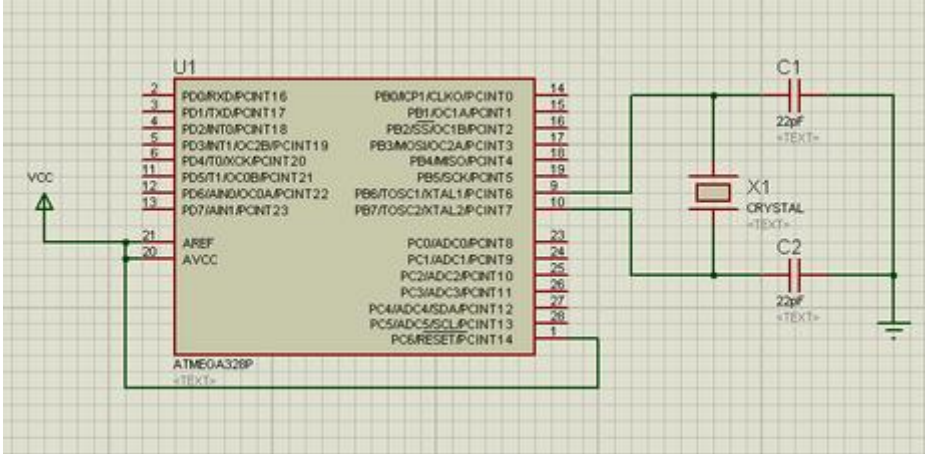 U1
2 PD0/RXD/PCINT16
3 PD1/TXD/PCINT17
4 PD2/INT0/PCINT18
5 PD3/INT1/OC2B/PCINT19
6 PD4/T0/XCK/PCINT20
11 PD5/T1/OC0B/PCINT21
12 PD6/AIN0/OC0A/PCINT22
13 PD7/AIN1/PCINT23
21 AREF
20 AVCC
PB0/ICP1/CLKO/PCINT0 14
PB1/OC1A/PCINT1 15
PB2/SS/OC1B/PCINT2 16
PB3/MOSI/OC2A/PCINT3 17
PB4/MISO/PCINT4 18
PB5/SCK/PCINT5 19
PB6/TOSC1/XTAL1/PCINT6 9
PB7/TOSC2/XTAL2/PCINT7 10
PC0/ADC0/PCINT8 23
PC1/ADC1/PCINT9 24
PC2/ADC2/PCINT10 25
PC3/ADC3/PCINT11 26
PC4/ADC4/SDA/PCINT12 27
PC5/ADC5/SCL/PCINT13 28
PC6/RESET/PCINT14 1
ATMEGA328P
<TEXT>
VCC
C1
22pF
<TEXT>
X1
CRYSTAL
<TEXT>
C2
22pF
<TEXT>